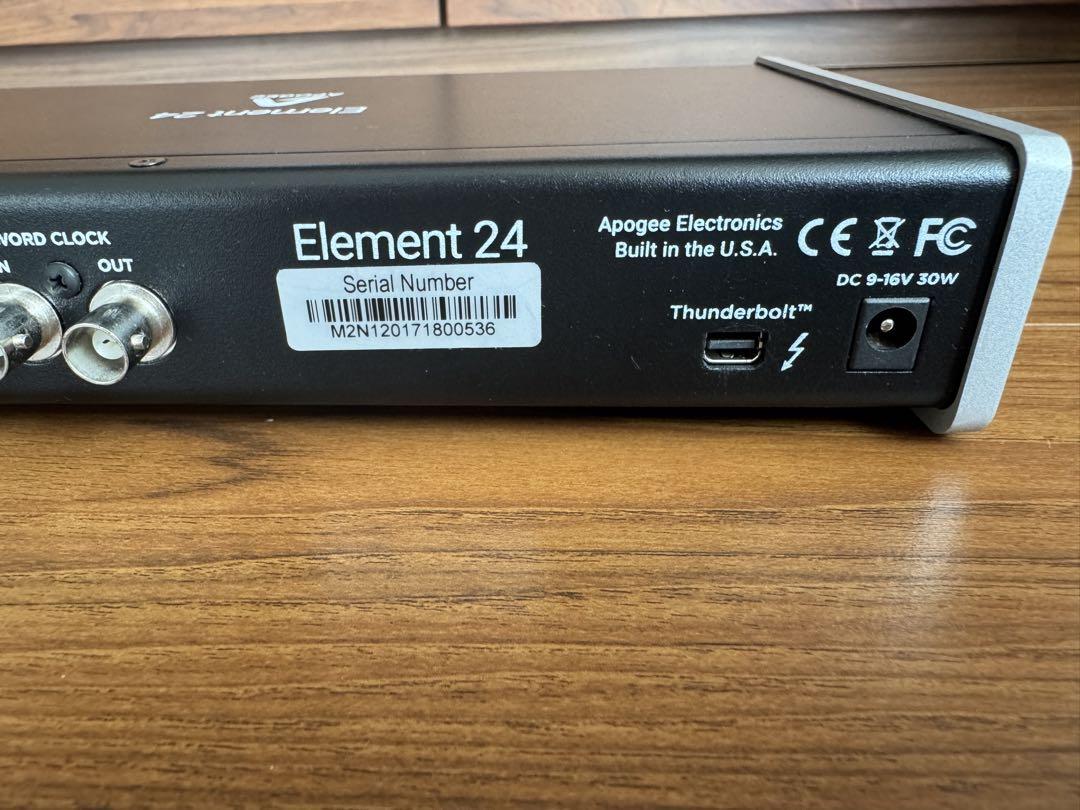 Element 24
APOGEE
WORD CLOCK
OUT
Element 24
Serial Number
M2N120171800536
Apogee Electronics
Built in the U.S.A.
CE FC
DC 9-16V 30W
Thunderbolt™